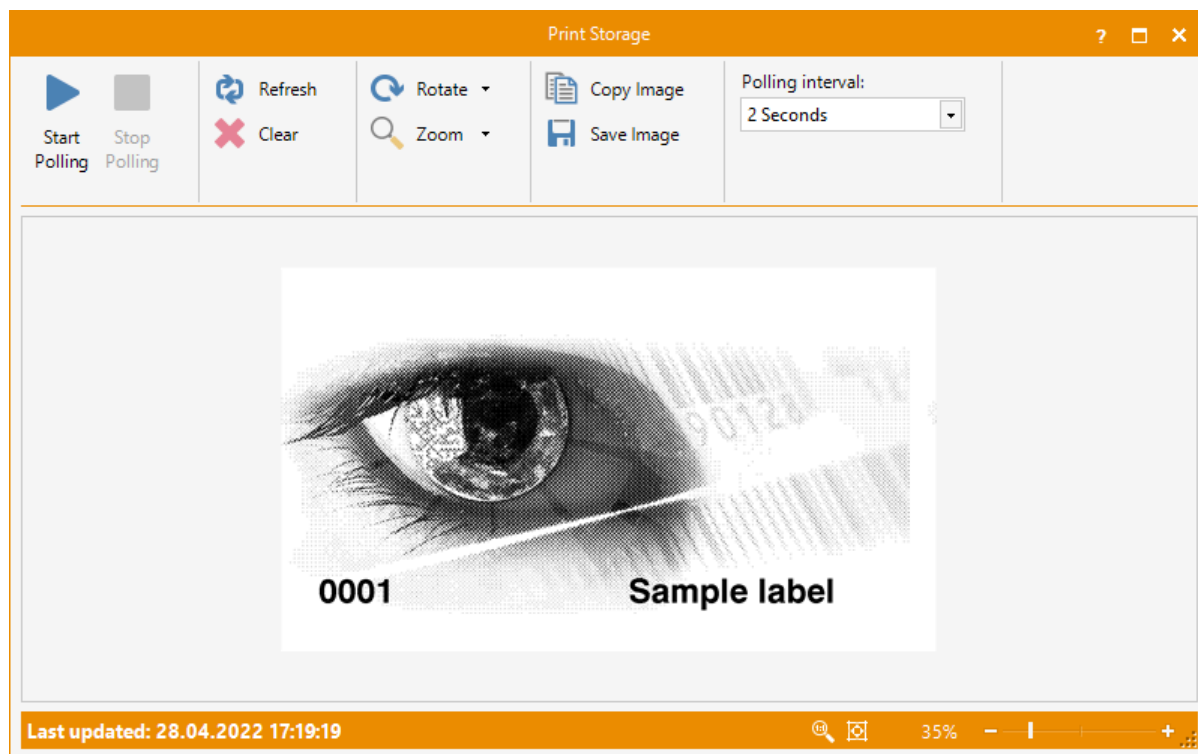 Print Storage
Start Polling
Stop Polling
Refresh
Clear
Rotate
Zoom
Copy Image
Save Image
Polling interval:
2 Seconds
90128
0001 Sample label
Last updated: 28.04.2022 17:19:19
35%